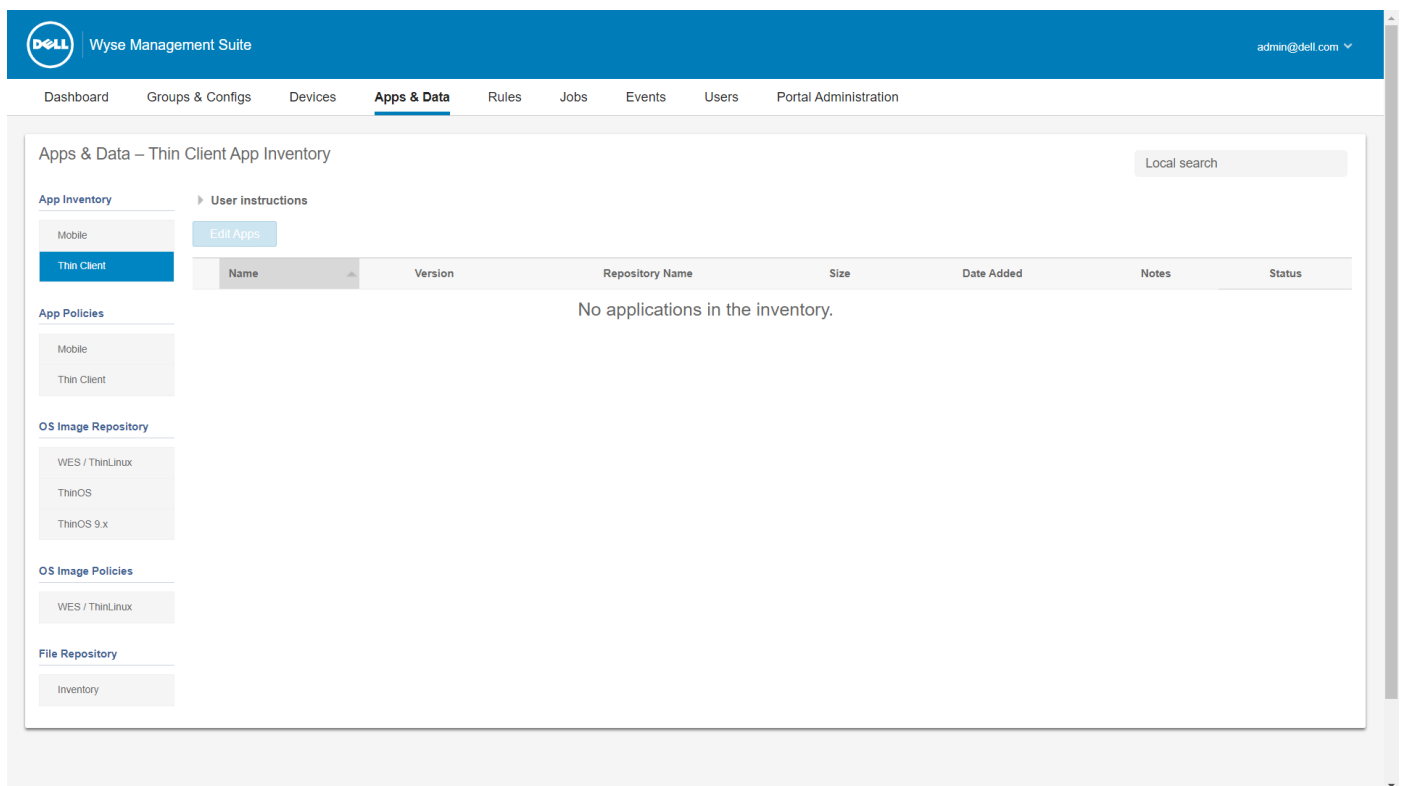 DELL
Wyse Management Suite
admin@dell.com
Dashboard Groups & Configs Devices Apps & Data Rules Jobs Events Users Portal Administration
Apps & Data – Thin Client App Inventory
Local search
App Inventory
User instructions
Mobile
Edit Apps
Thin Client
Name Version Repository Name Size Date Added Notes Status
No applications in the inventory.
App Policies
Mobile
Thin Client
OS Image Repository
WES / ThinLinux
ThinOS
ThinOS 9.x
OS Image Policies
WES / ThinLinux
File Repository
Inventory